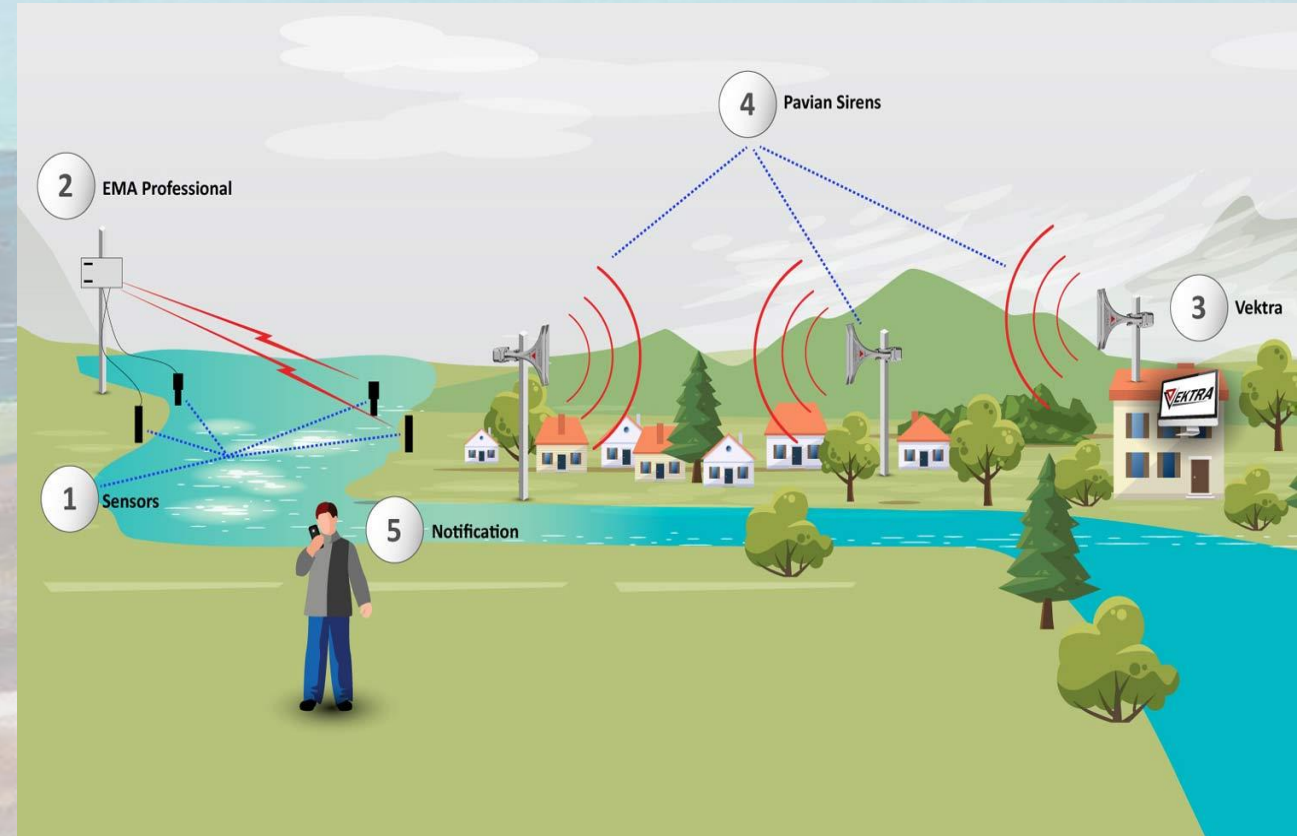 4 Pavian Sirens
2 EMA Professional
3 Vektra
VEKTRA
1 Sensors
5 Notification